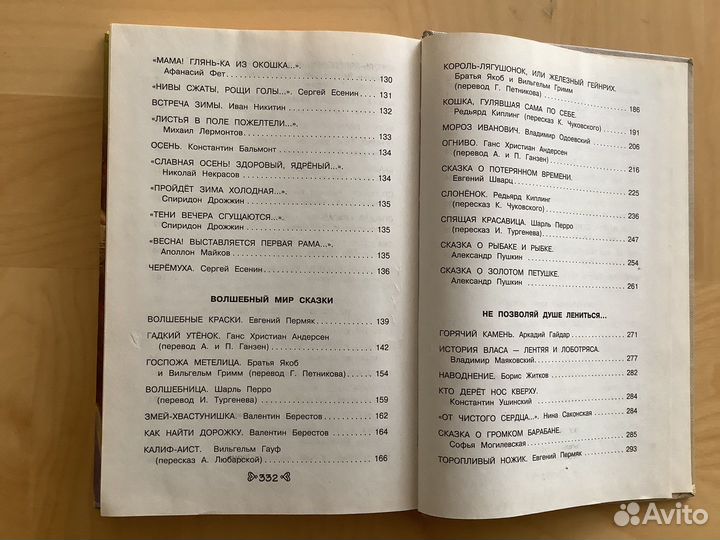 «МАМА! ГЛЯНЬ-КА ИЗ ОКОШКА...».
Афанасий Фет 130
«НИВЫ СЖАТЫ, РОЩИ ГОЛЫ...». Сергей Есенин 131
ВСТРЕЧА ЗИМЫ. Иван Никитин 132
«ЛИСТЬЯ В ПОЛЕ ПОЖЕЛТЕЛИ...».
Михаил Лермонтов 133
ОСЕНЬ. Константин Бальмонт 134
«СЛАВНАЯ ОСЕНЬ! ЗДОРОВЫЙ, ЯДРЁНЫЙ...».
Николай Некрасов 134
«ПРОЙДЁТ ЗИМА ХОЛОДНАЯ...».
Спиридон Дрожжин 135
«ТЕНИ ВЕЧЕРА СГУЩАЮТСЯ...».
Спиридон Дрожжин 135
«ВЕСНА! ВЫСТАВЛЯЕТСЯ ПЕРВАЯ РАМА...».
Аполлон Майков 135
ЧЕРЁМУХА. Сергей Есенин 136
ВОЛШЕБНЫЙ МИР СКАЗКИ
ВОЛШЕБНЫЕ КРАСКИ. Евгений Пермяк 139
ГАДКИЙ УТЁНОК. Ганс Христиан Андерсен
(перевод А. и П. Ганзен) 142
ГОСПОЖА МЕТЕЛИЦА. Братья Якоб
и Вильгельм Гримм (перевод Г. Петникова) 154
ВОЛШЕБНИЦА. Шарль Перро
(перевод И. Тургенева) 159
ЗМЕЙ-ХВАСТУНИШКА. Валентин Берестов 162
КАК НАЙТИ ДОРОЖКУ. Валентин Берестов 164
КАЛИФ-АИСТ. Вильгельм Гауф
(пересказ А. Любарской) 166
332
КОРОЛЬ-ЛЯГУШОНОК, ИЛИ ЖЕЛЕЗНЫЙ ГЕЙНРИХ.
Братья Якоб и Вильгельм Гримм
(перевод Г. Петникова) 186
КОШКА, ГУЛЯВШАЯ САМА ПО СЕБЕ.
Редьярд Киплинг (пересказ К. Чуковского) 191
МОРОЗ ИВАНОВИЧ. Владимир Одоевский 206
ОГНИВО. Ганс Христиан Андерсен
(перевод А. и П. Ганзен) 216
СКАЗКА О ПОТЕРЯННОМ ВРЕМЕНИ.
Евгений Шварц 225
СЛОНЁНОК. Редьярд Киплинг
(пересказ К. Чуковского) 236
СПЯЩАЯ КРАСАВИЦА. Шарль Перро
(перевод И. Тургенева) 247
СКАЗКА О РЫБАКЕ И РЫБКЕ.
Александр Пушкин 254
СКАЗКА О ЗОЛОТОМ ПЕТУШКЕ.
Александр Пушкин 261
НЕ ПОЗВОЛЯЙ ДУШЕ ЛЕНИТЬСЯ...
ГОРЯЧИЙ КАМЕНЬ. Аркадий Гайдар 271
ИСТОРИЯ ВЛАСА — ЛЕНТЯЯ И ЛОБОТРЯСА.
Владимир Маяковский 277
НАВОДНЕНИЕ. Борис Житков 282
КТО ДЕРЁТ НОС КВЕРХУ.
Константин Ушинский 284
«ОТ ЧИСТОГО СЕРДЦА...». Нина Саконская 284
СКАЗКА О ГРОМКОМ БАРАБАНЕ.
Софья Могилевская 285
ТОРОПЛИВЫЙ НОЖИК. Евгений Пермяк 293
Avito